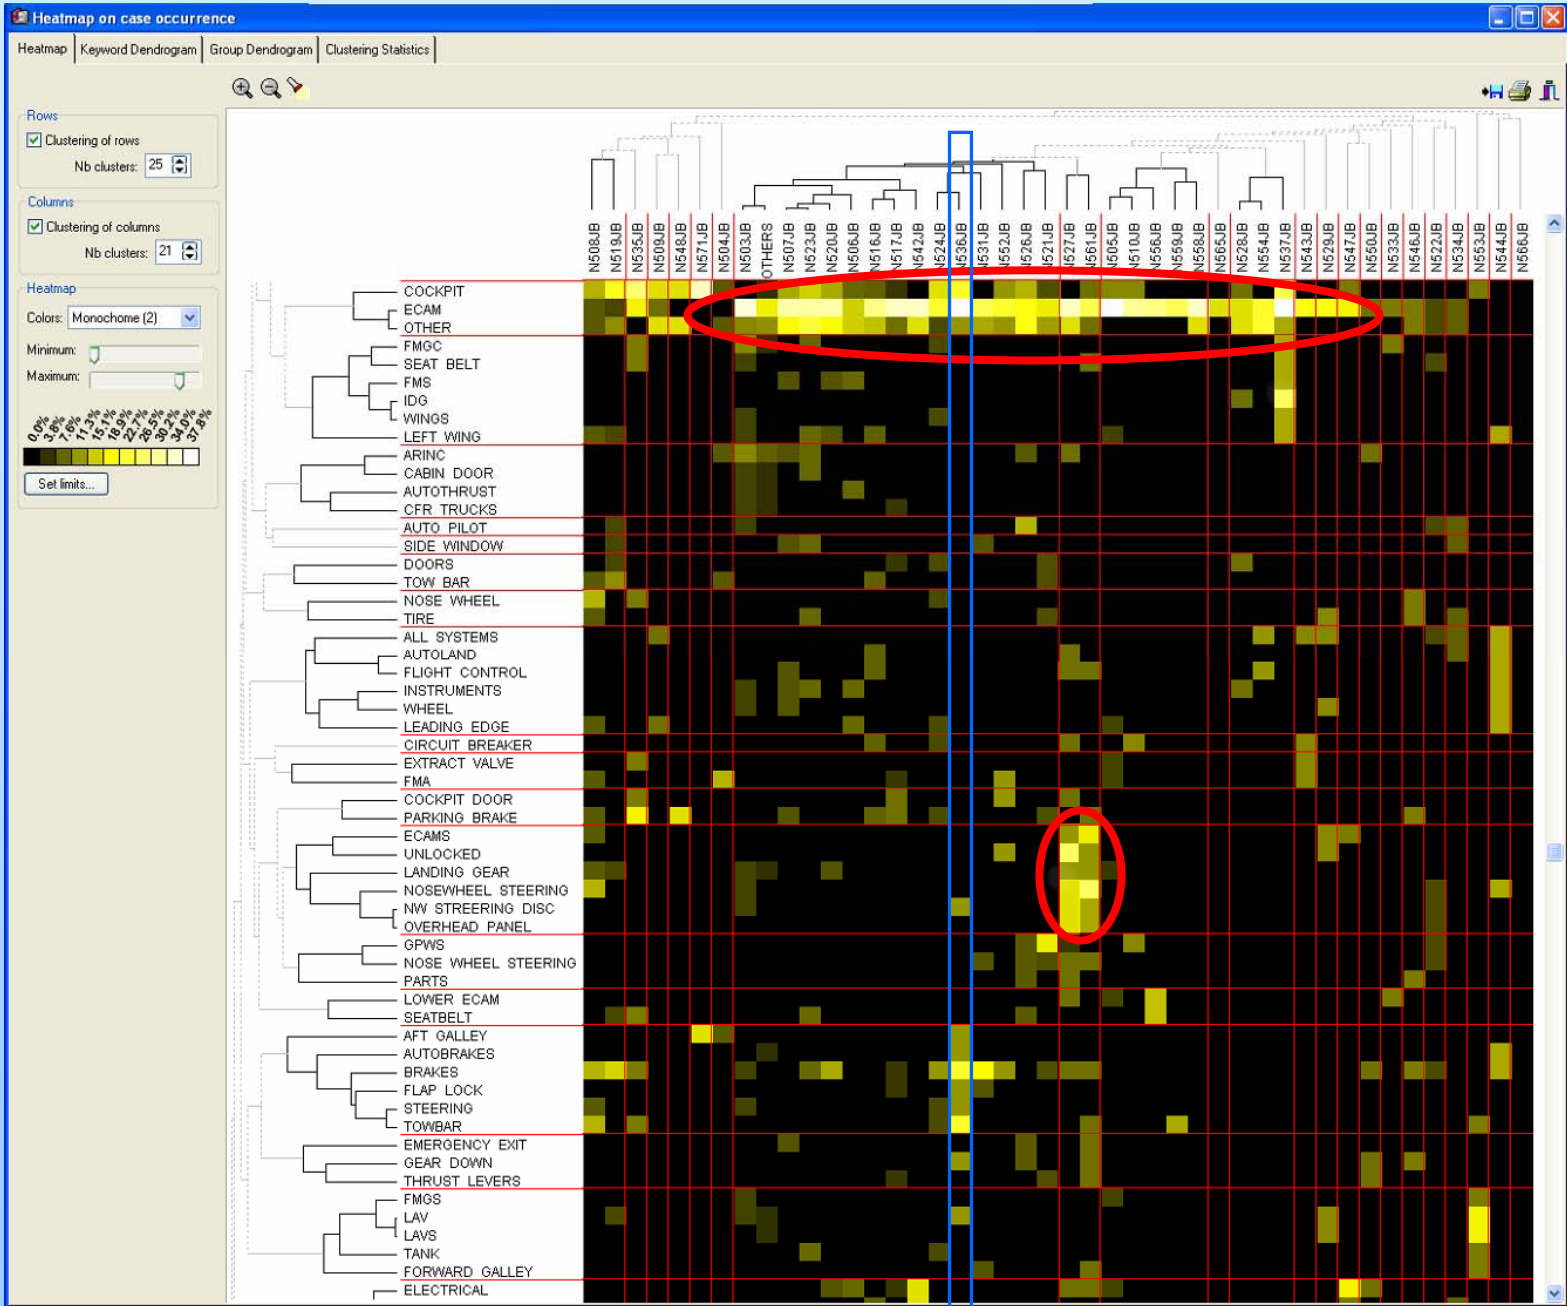 Heatmap on case occurrence
Heatmap
Keyword Dendrogram
Group Dendrogram
Clustering Statistics
Rows
Clustering of rows
Nb clusters: 25
Columns
Clustering of columns
Nb clusters: 21
Heatmap
Colors: Monochome (2)
Minimum:
Maximum:
0.0%
3.8%
7.6%
11.3%
15.1%
18.9%
22.7%
26.5%
30.2%
34.0%
37.8%
Set limits...
N508JB
N519JB
N535JB
N509JB
N548JB
N571JB
N504JB
N503JB
OTHERS
N507JB
N523JB
N520JB
N506JB
N516JB
N517JB
N542JB
N524JB
N536JB
N531JB
N552JB
N526JB
N521JB
N527JB
N561JB
N505JB
N510JB
N556JB
N559JB
N558JB
N565JB
N528JB
N554JB
N537JB
N543JB
N529JB
N547JB
N550JB
N533JB
N546JB
N522JB
N534JB
N553JB
N544JB
N566JB
COCKPIT
ECAM
OTHER
FMGC
SEAT BELT
FMS
IDG
WINGS
LEFT WING
ARINC
CABIN DOOR
AUTOTHRUST
CFR TRUCKS
AUTO PILOT
SIDE WINDOW
DOORS
TOW BAR
NOSE WHEEL
TIRE
ALL SYSTEMS
AUTOLAND
FLIGHT CONTROL
INSTRUMENTS
WHEEL
LEADING EDGE
CIRCUIT BREAKER
EXTRACT VALVE
FMA
COCKPIT DOOR
PARKING BRAKE
ECAMS
UNLOCKED
LANDING GEAR
NOSEWHEEL STEERING
NW STREERING DISC
OVERHEAD PANEL
GPWS
NOSE WHEEL STEERING
PARTS
LOWER ECAM
SEATBELT
AFT GALLEY
AUTOBRAKES
BRAKES
FLAP LOCK
STEERING
TOWBAR
EMERGENCY EXIT
GEAR DOWN
THRUST LEVERS
FMGS
LAV
LAVS
TANK
FORWARD GALLEY
ELECTRICAL